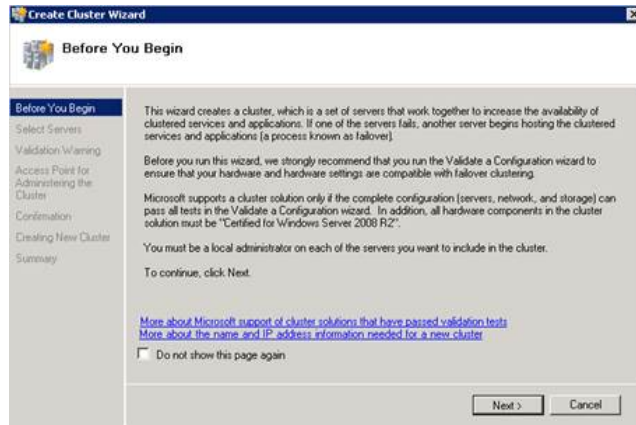 Create Cluster Wizard
Before You Begin
Before You Begin
Select Servers
Validation Warning
Access Point for
Administering the
Cluster
Confirmation
Creating New Cluster
Summary
This wizard creates a cluster, which is a set of servers that work together to increase the availability of
clustered services and applications. If one of the servers fails, another server begins hosting the clustered
services and applications (a process known as failover).
Before you run this wizard, we strongly recommend that you run the Validate a Configuration wizard to
ensure that your hardware and hardware settings are compatible with failover clustering.
Microsoft supports a cluster solution only if the complete configuration (servers, network, and storage) can
pass all tests in the Validate a Configuration wizard. In addition, all hardware components in the cluster
solution must be "Certified for Windows Server 2008 R2".
You must be a local administrator on each of the servers you want to include in the cluster.
To continue, click Next.
More about Microsoft support of cluster solutions that have passed validation tests
More about the name and IP address information needed for a new cluster
Do not show this page again
Next >
Cancel